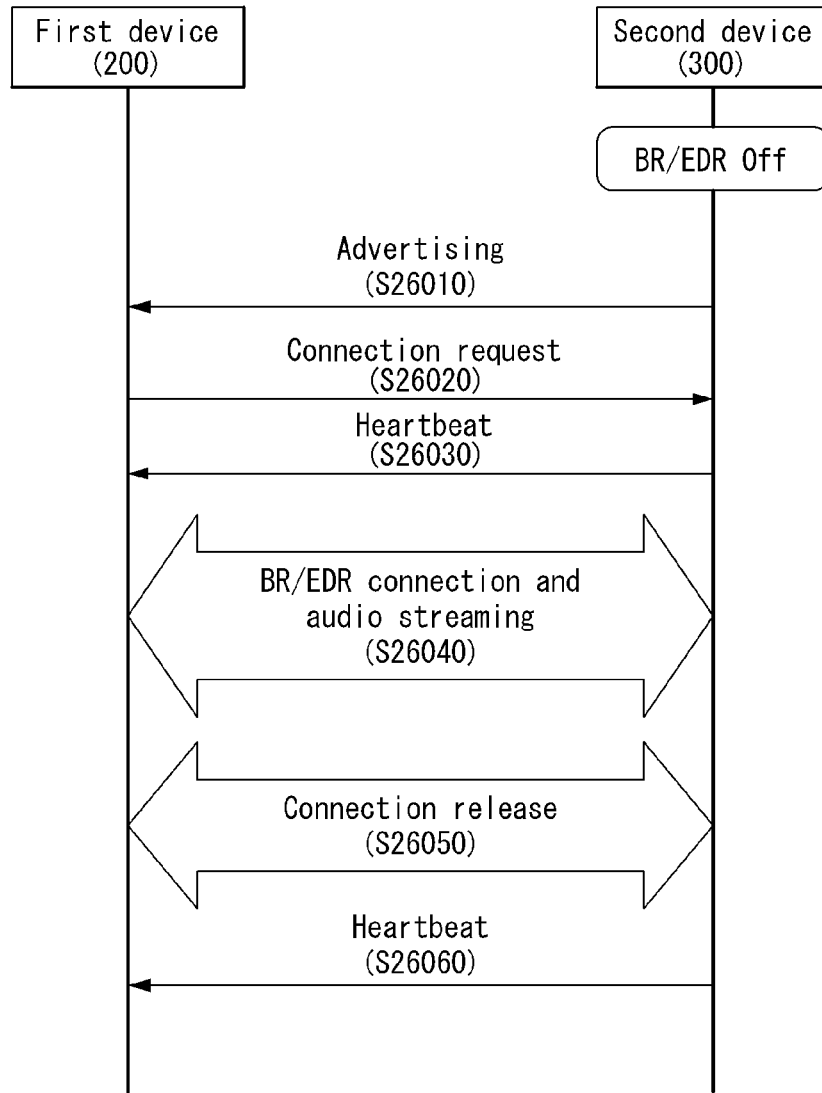 First device
(200)
Second device
(300)
BR/EDR Off
Advertising
(S26010)
Connection request
(S26020)
Heartbeat
(S26030)
BR/EDR connection and
audio streaming
(S26040)
Connection release
(S26050)
Heartbeat
(S26060)